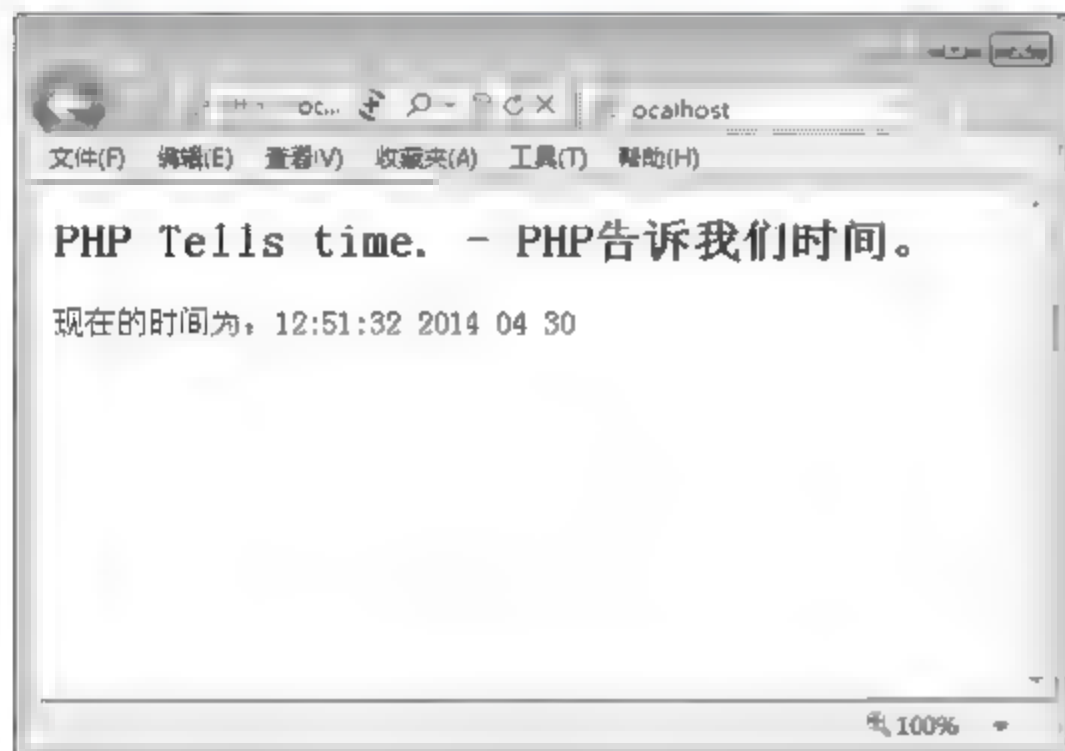 oc... ocalhost
文件(F) 编辑(E) 查看(V) 收藏夹(A) 工具(T) 帮助(H)
PHP Tells time. - PHP告诉我们时间。
现在的时间为：12:51:32 2014 04 30
100%